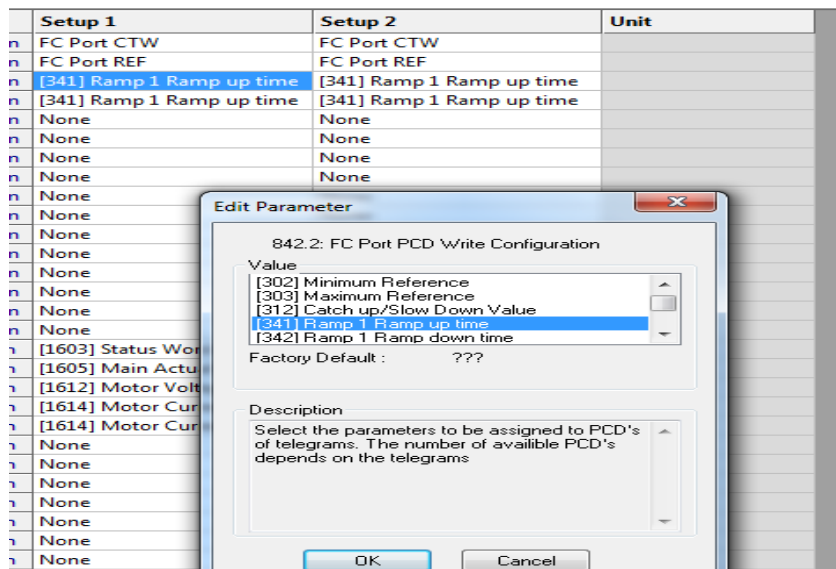 Setup 1 Setup 2 Unit
FC Port CTW FC Port CTW
FC Port REF FC Port REF
[341] Ramp 1 Ramp up time [341] Ramp 1 Ramp up time
[341] Ramp 1 Ramp up time [341] Ramp 1 Ramp up time
None None
None None
None None
None None
None
None
None
None
None
None
None
None
[1603] Status Wor
[1605] Main Actu
[1612] Motor Volt
[1614] Motor Cur
[1614] Motor Cur
None
None
None
None
None
None
None
Edit Parameter
842.2: FC Port PCD Write Configuration
Value
[302] Minimum Reference
[303] Maximum Reference
[312] Catch up/Slow Down Value
[341] Ramp 1 Ramp up time
[342] Ramp 1 Ramp down time
Factory Default : ???
Description
Select the parameters to be assigned to PCD's
of telegrams. The number of availible PCD's
depends on the telegrams
OK Cancel